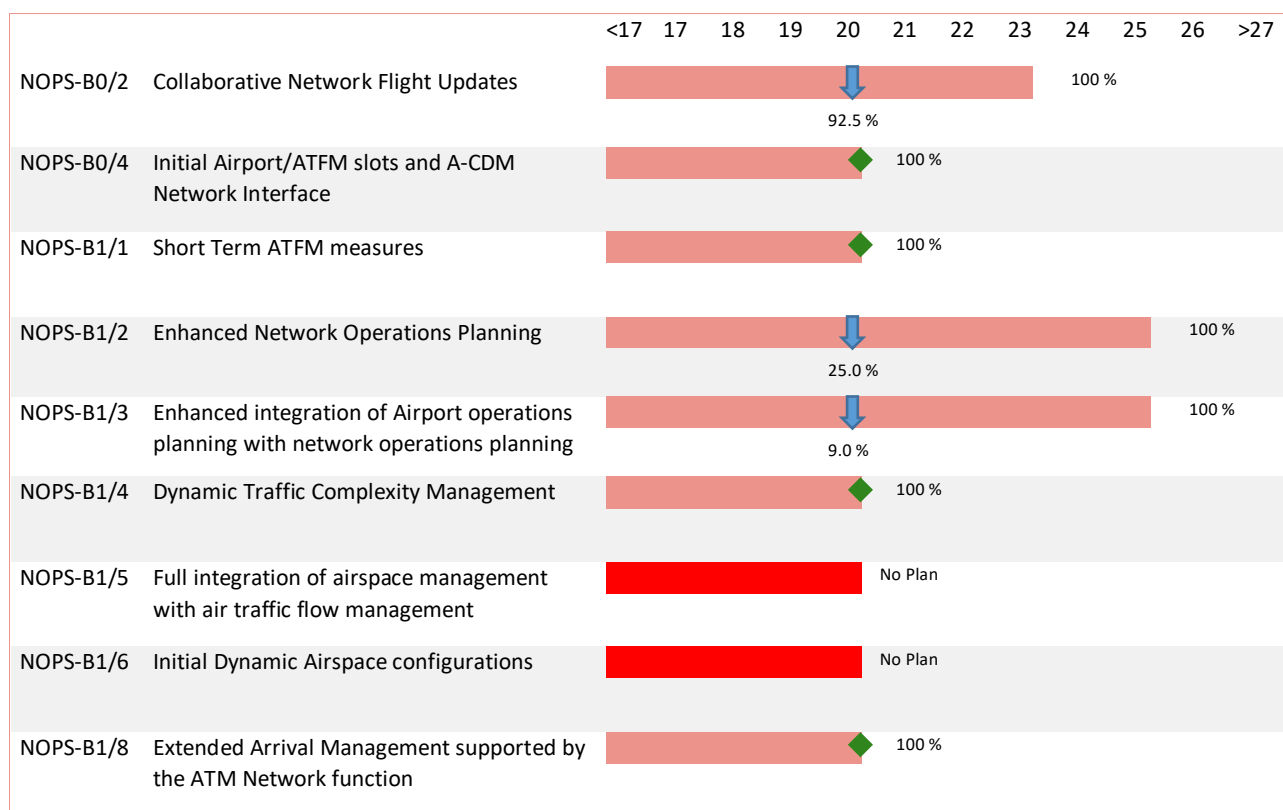 <17 17 18 19 20 21 22 23 24 25 26 >27
NOPS-B0/2 Collaborative Network Flight Updates 100 %
92.5 %
NOPS-B0/4 Initial Airport/ATFM slots and A-CDM 100 %
Network Interface
NOPS-B1/1 Short Term ATFM measures 100 %
NOPS-B1/2 Enhanced Network Operations Planning 100 %
25.0 %
NOPS-B1/3 Enhanced integration of Airport operations 100 %
planning with network operations planning
9.0 %
NOPS-B1/4 Dynamic Traffic Complexity Management 100 %
NOPS-B1/5 Full integration of airspace management No Plan
with air traffic flow management
NOPS-B1/6 Initial Dynamic Airspace configurations No Plan
NOPS-B1/8 Extended Arrival Management supported by 100 %
the ATM Network function